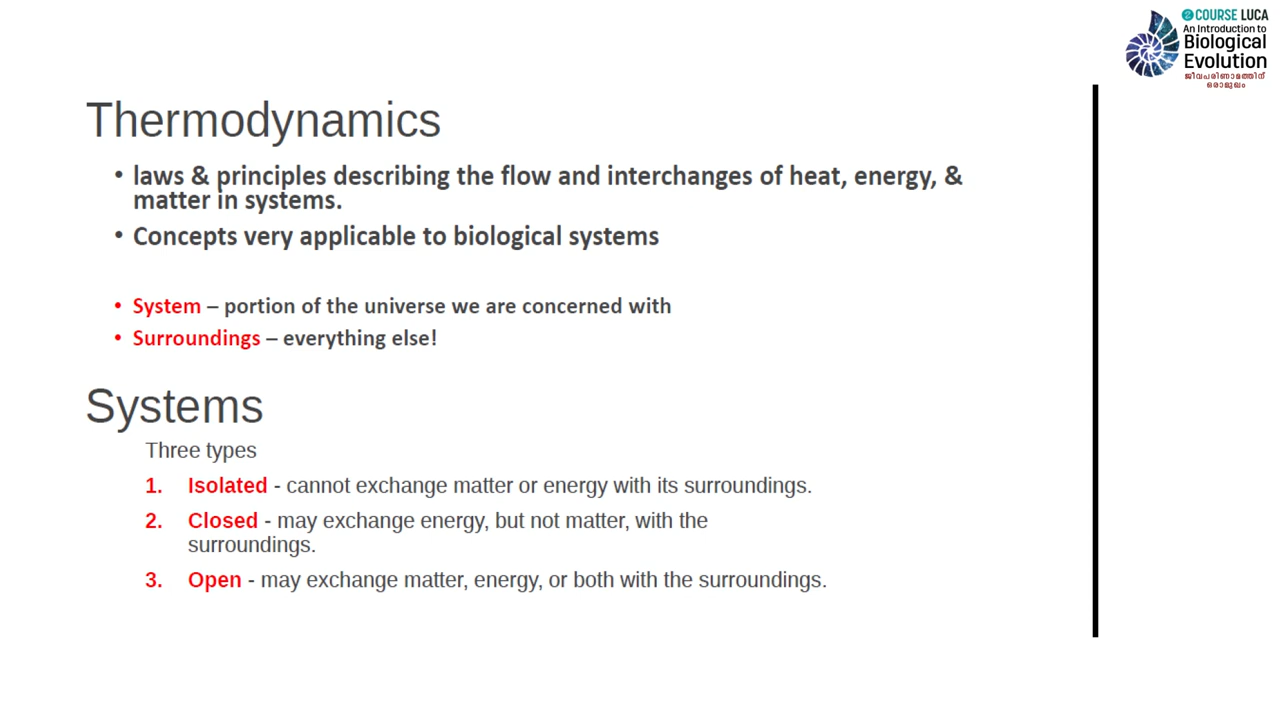 COURSE LUCA
An Introduction to
Biological
Evolution
ജീവപരിണാമത്തിന്
ഒരാമുഖം
Thermodynamics
• laws & principles describing the flow and interchanges of heat, energy, &
matter in systems.
• Concepts very applicable to biological systems
• System – portion of the universe we are concerned with
• Surroundings – everything else!
Systems
Three types
1. Isolated - cannot exchange matter or energy with its surroundings.
2. Closed - may exchange energy, but not matter, with the
surroundings.
3. Open - may exchange matter, energy, or both with the surroundings.